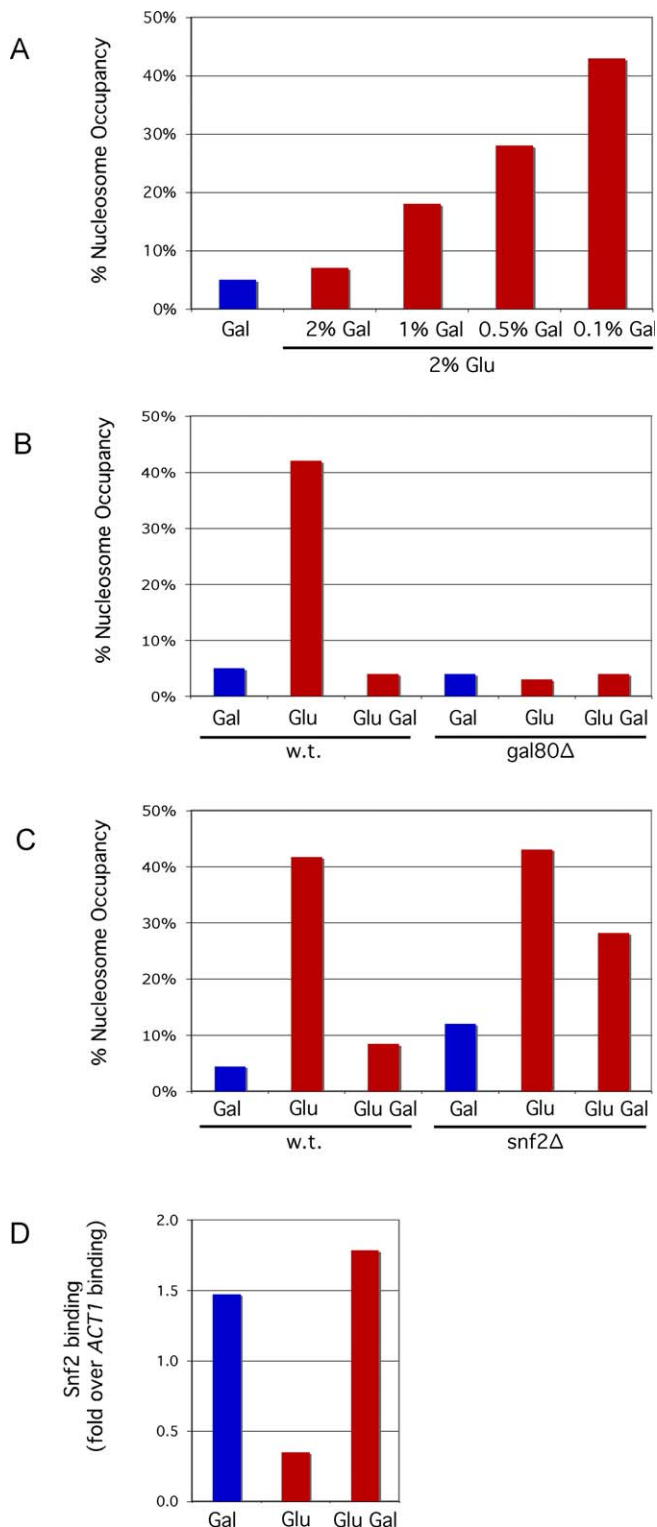 A
% Nucleosome Occupancy
50%
40%
30%
20%
10%
0%
Gal 2% Gal 1% Gal 0.5% Gal 0.1% Gal
2% Glu
B
% Nucleosome Occupancy
50%
40%
30%
20%
10%
0%
Gal Glu Glu Gal Gal Glu Glu Gal
w.t. gal80Δ
C
% Nucleosome Occupancy
50%
40%
30%
20%
10%
0%
Gal Glu Glu Gal Gal Glu Glu Gal
w.t. snf2Δ
D
Snf2 binding
(fold over ACT1 binding)
2.0
1.5
1.0
0.5
0.0
Gal Glu Glu Gal